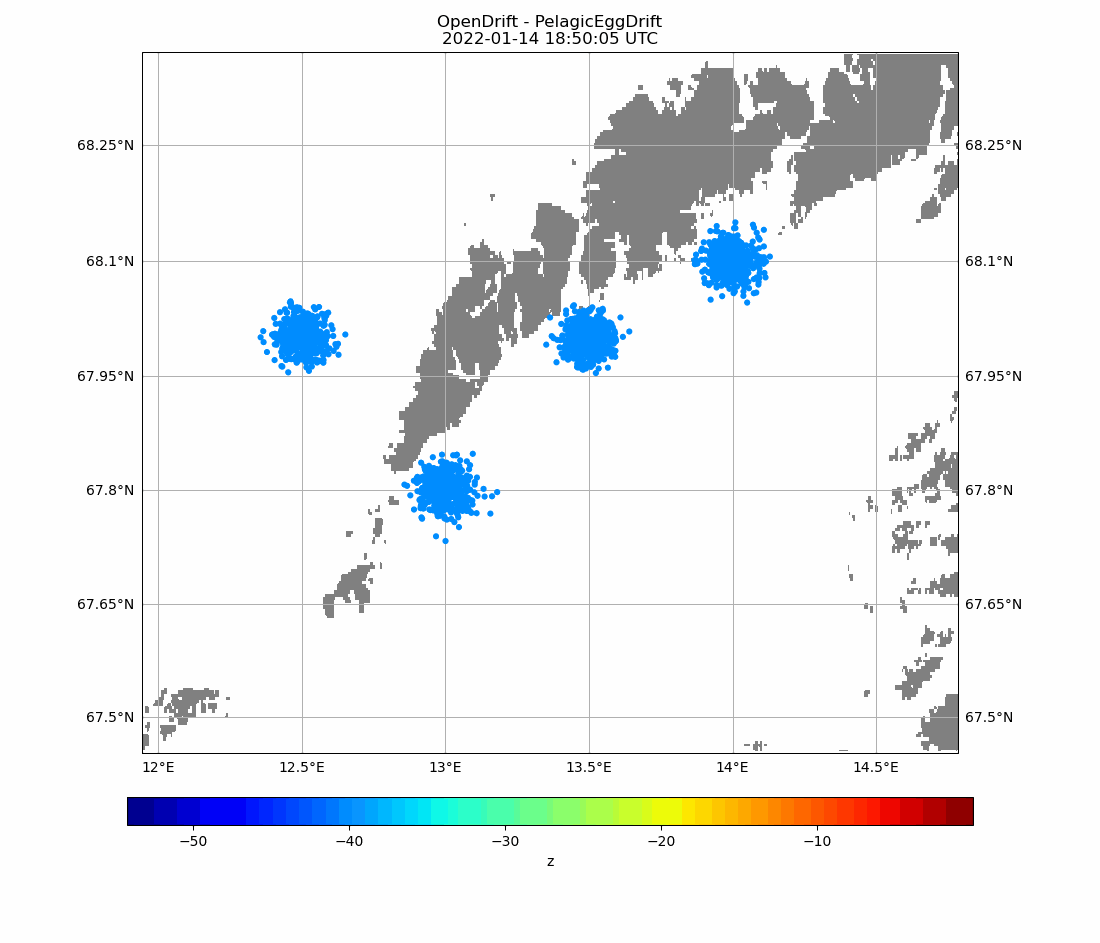 OpenDrift - PelagicEggDrift
2022-01-14 18:50:05 UTC
68.25°N 68.25°N
68.1°N 68.1°N
67.95°N 67.95°N
67.8°N 67.8°N
67.65°N 67.65°N
67.5°N 67.5°N
12°E 12.5°E 13°E 13.5°E 14°E 14.5°E
−50 −40 −30 −20 −10
z